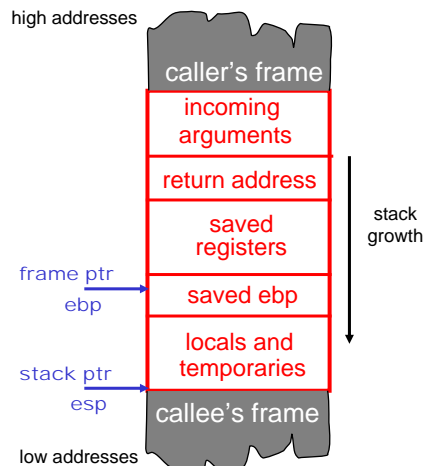 high addresses
caller's frame
incoming
arguments
return address
saved
registers
stack
growth
frame ptr
ebp
saved ebp
locals and
temporaries
stack ptr
esp
callee's frame
low addresses